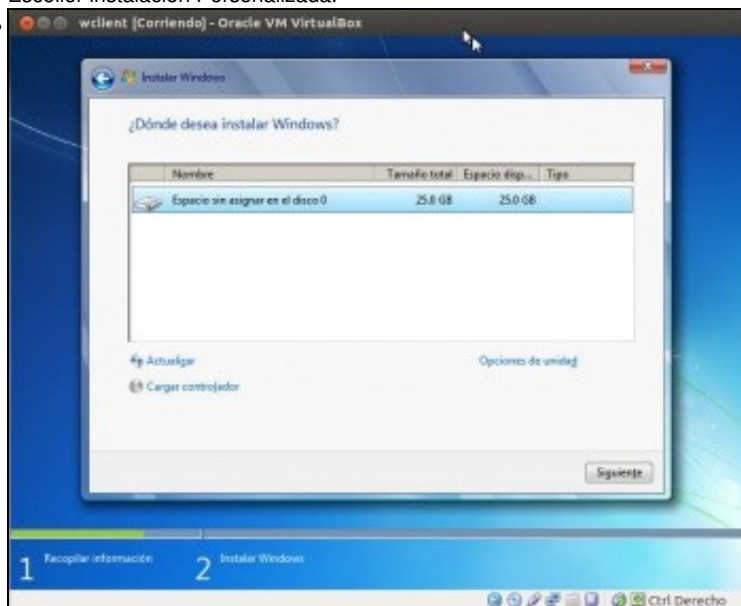 Escoller instalación Personalizada.
wclient [Corriendo] - Oracle VM VirtualBox
Instalar Windows
¿Dónde desea instalar Windows?
Nombre Tamaño total Espacio disp... Tipo
Espacio sin asignar en el disco 0 25.0 GB 25.0 GB
Actualizar Opciones de unidad
Cargar controlador
Siguiente
1 Recopilar información 2 Instalar Windows
Ctrl Derecho